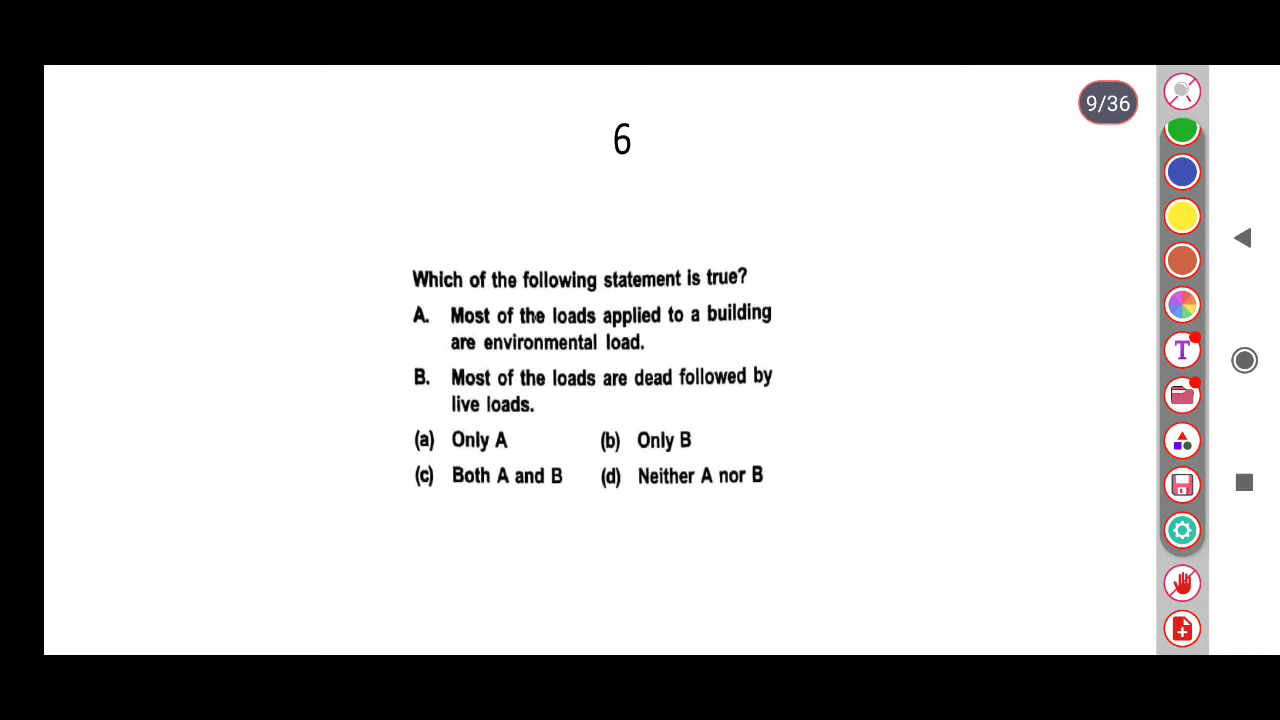 9/36
6
Which of the following statement is true?
A. Most of the loads applied to a building
are environmental load.
B. Most of the loads are dead followed by
live loads.
(a) Only A (b) Only B
(c) Both A and B (d) Neither A nor B
T